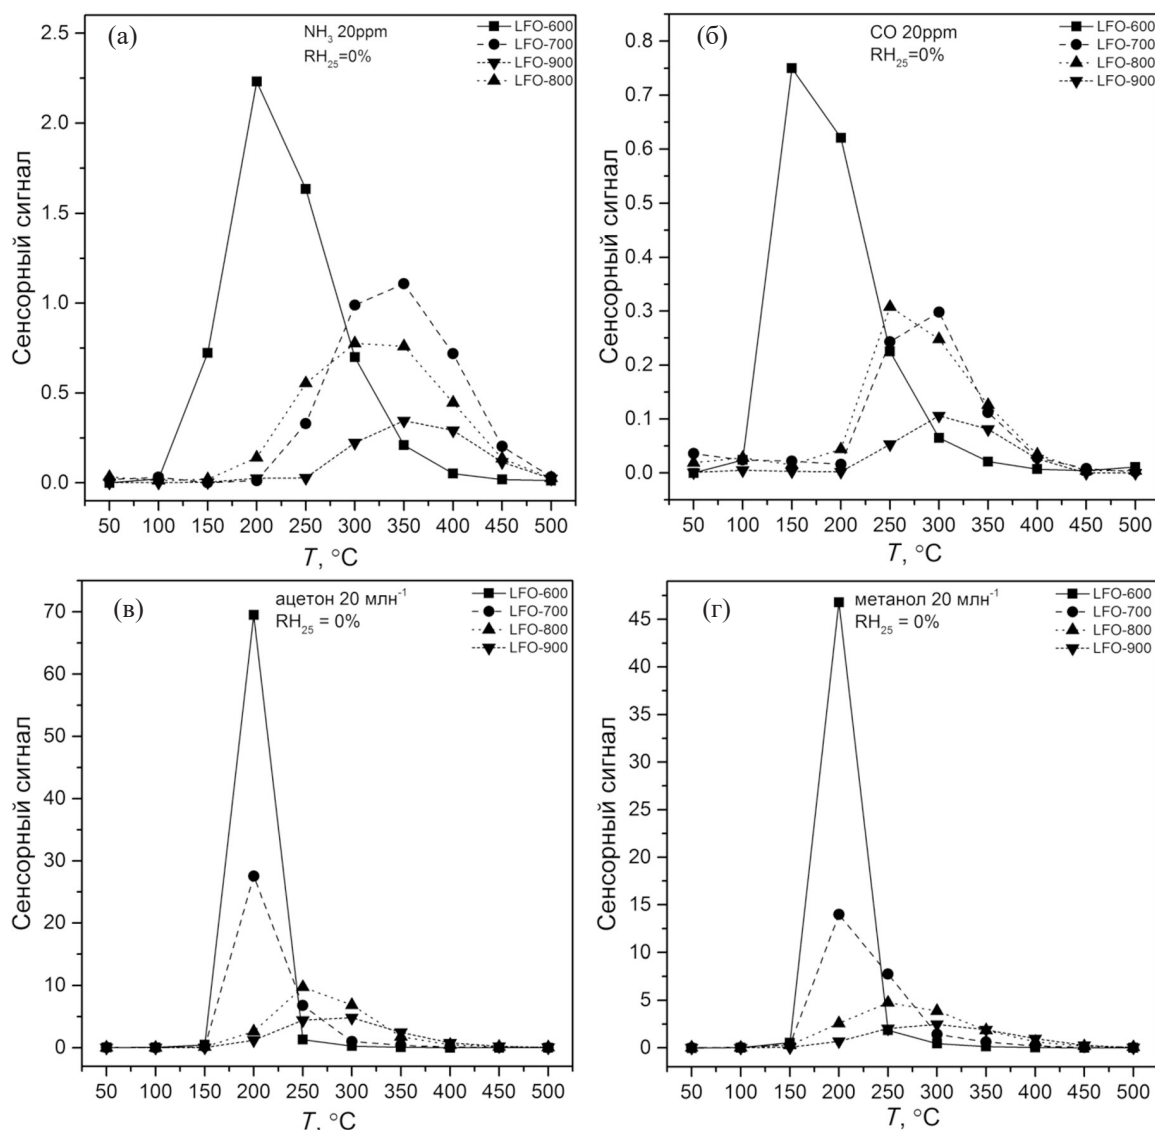 (а)
NH3 20ppm
RH25=0%
LFO-600
LFO-700
LFO-900
LFO-800
Сенсорный сигнал
2.5
2.0
1.5
1.0
0.5
0.0
50 100 150 200 250 300 350 400 450 500
T, °C
(б)
CO 20ppm
RH25=0%
LFO-600
LFO-700
LFO-800
LFO-900
Сенсорный сигнал
0.8
0.7
0.6
0.5
0.4
0.3
0.2
0.1
0.0
50 100 150 200 250 300 350 400 450 500
T, °C
(в)
ацетон 20 млн-1
RH25 = 0%
LFO-600
LFO-700
LFO-800
LFO-900
Сенсорный сигнал
70
60
50
40
30
20
10
0
50 100 150 200 250 300 350 400 450 500
T, °C
(г)
метанол 20 млн-1
RH25 = 0%
LFO-600
LFO-700
LFO-800
LFO-900
Сенсорный сигнал
45
40
35
30
25
20
15
10
5
0
50 100 150 200 250 300 350 400 450 500
T, °C